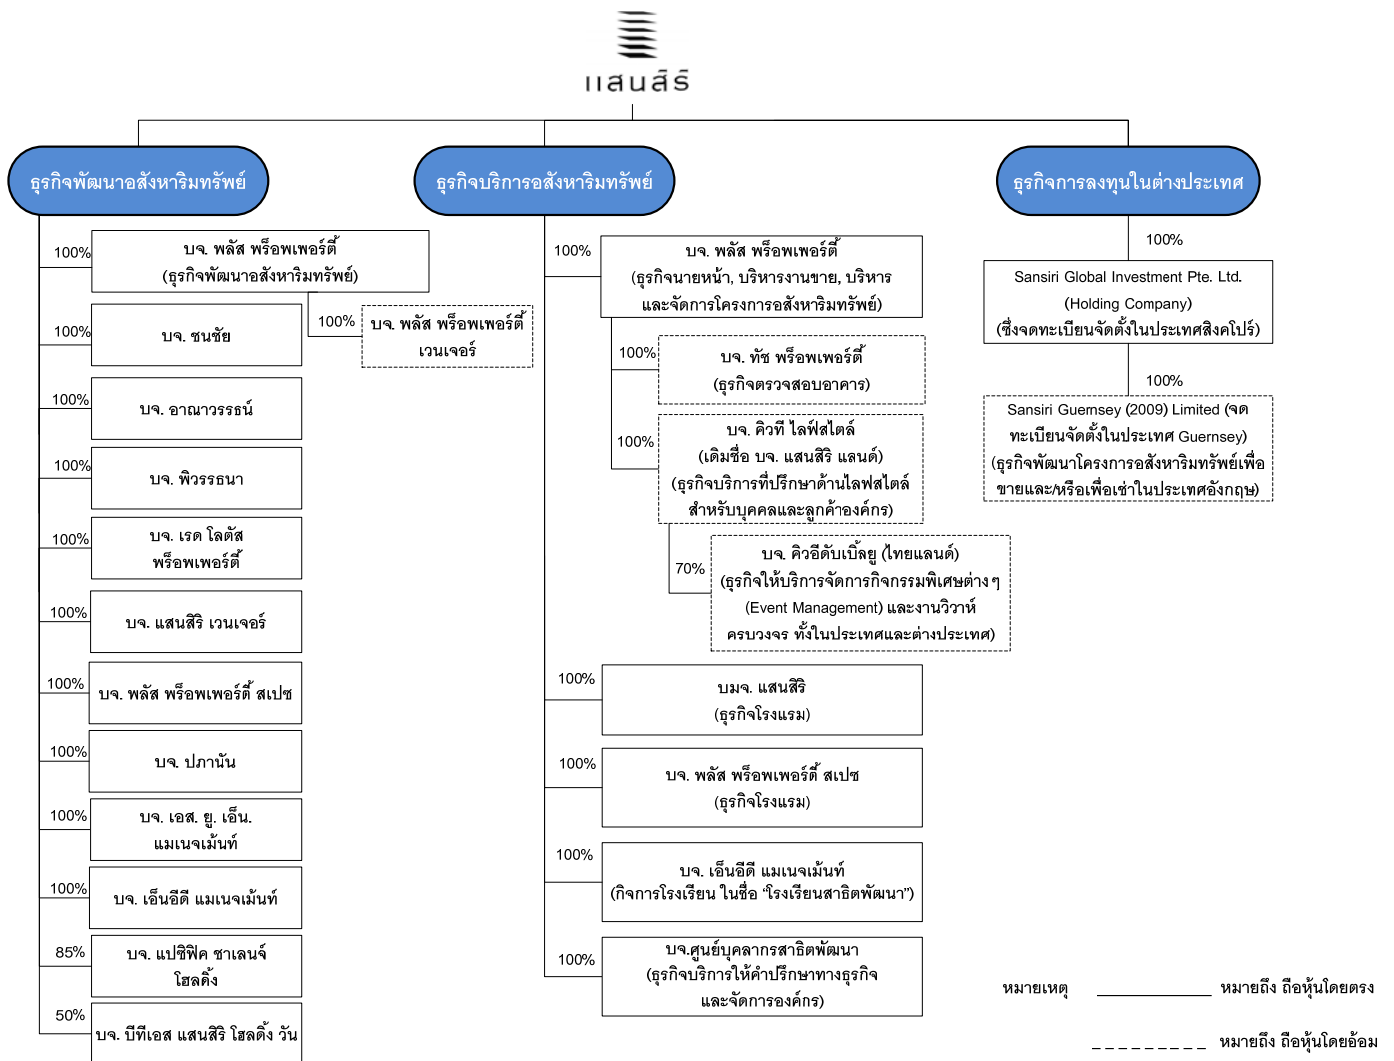 แสนสิริ
ธุรกิจพัฒนาอสังหาริมทรัพย์
100%
บจ. พลัส พร็อพเพอร์ตี้
(ธุรกิจพัฒนาอสังหาริมทรัพย์)
100%
บจ. พลัส พร็อพเพอร์ตี้
เวนเจอร์
100%
บจ. ชนชัย
100%
บจ. อาณาวรรธน์
100%
บจ. พิวรรธนา
100%
บจ. เรด โลตัส
พร็อพเพอร์ตี้
100%
บจ. แสนสิริ เวนเจอร์
100%
บจ. พลัส พร็อพเพอร์ตี้ สเปซ
100%
บจ. ปภานัน
100%
บจ. เอส. ยู. เอ็น.
แมเนจเม้นท์
100%
บจ. เอ็นอีดี แมเนจเม้นท์
85%
บจ. แปซิฟิค ชาเลนจ์
โฮลดิ้ง
50%
บจ. บีทีเอส แสนสิริ โฮลดิ้ง วัน
ธุรกิจบริการอสังหาริมทรัพย์
100%
บจ. พลัส พร็อพเพอร์ตี้
(ธุรกิจนายหน้า, บริหารงานขาย, บริหาร
และจัดการโครงการอสังหาริมทรัพย์)
100%
บจ. ทัช พร็อพเพอร์ตี้
(ธุรกิจตรวจสอบอาคาร)
100%
บจ. คิวที ไลฟ์สไตล์
(เดิมชื่อ บจ. แสนสิริ แลนด์)
(ธุรกิจบริการที่ปรึกษาด้านไลฟสไตล์
สำหรับบุคคลและลูกค้าองค์กร)
70%
บจ. คิวอีดับเบิ้ลยู (ไทยแลนด์)
(ธุรกิจให้บริการจัดการกิจกรรมพิเศษต่างๆ
(Event Management) และงานวิวาห์
ครบวงจร ทั้งในประเทศและต่างประเทศ)
100%
บมจ. แสนสิริ
(ธุรกิจโรงแรม)
100%
บจ. พลัส พร็อพเพอร์ตี้ สเปซ
(ธุรกิจโรงแรม)
100%
บจ. เอ็นอีดี แมเนจเม้นท์
(กิจการโรงเรียน ในชื่อ “โรงเรียนสาธิตพัฒนา”)
100%
บจ.ศูนย์บุคลากรสาธิตพัฒนา
(ธุรกิจบริการให้คำปรึกษาทางธุรกิจ
และจัดการองค์กร)
ธุรกิจการลงทุนในต่างประเทศ
100%
Sansiri Global Investment Pte. Ltd.
(Holding Company)
(ซึ่งจดทะเบียนจัดตั้งในประเทศสิงคโปร์)
100%
Sansiri Guernsey (2009) Limited (จด
ทะเบียนจัดตั้งในประเทศ Guernsey)
(ธุรกิจพัฒนาโครงการอสังหาริมทรัพย์เพื่อ
ขายและ/หรือเพื่อเช่าในประเทศอังกฤษ)
หมายเหตุ หมายถึง ถือหุ้นโดยตรง
หมายถึง ถือหุ้นโดยอ้อม